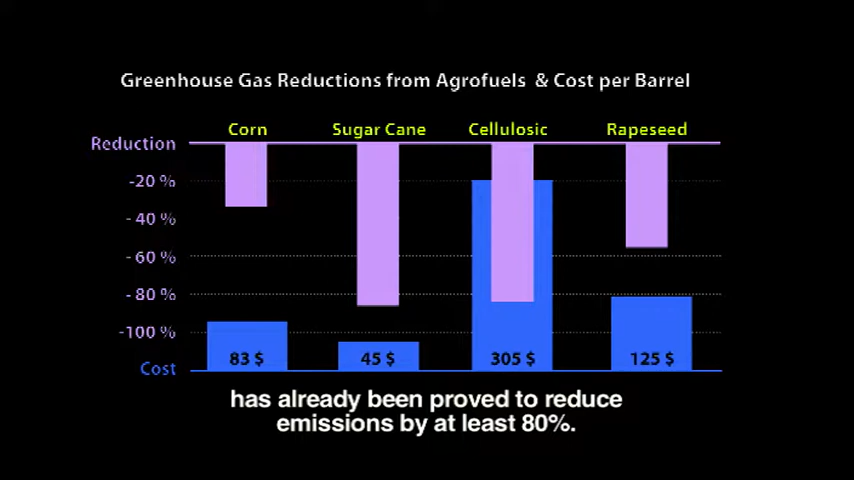 Greenhouse Gas Reductions from Agrofuels & Cost per Barrel
Corn Sugar Cane Cellulosic Rapeseed
Reduction
-20 %
- 40 %
- 60 %
- 80 %
-100 %
83 $ 45 $ 305 $ 125 $
Cost
has already been proved to reduce
emissions by at least 80%.